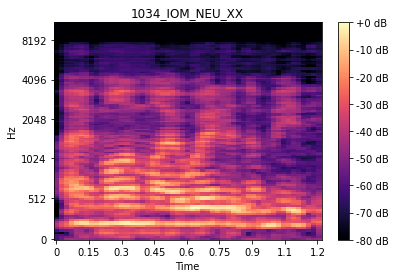 1034_IOM_NEU_XX
8192
4096
2048
1024
512
0
Hz
0 0.15 0.3 0.45 0.6 0.75 0.9 1.1 1.2
Time
+0 dB
-10 dB
-20 dB
-30 dB
-40 dB
-50 dB
-60 dB
-70 dB
-80 dB